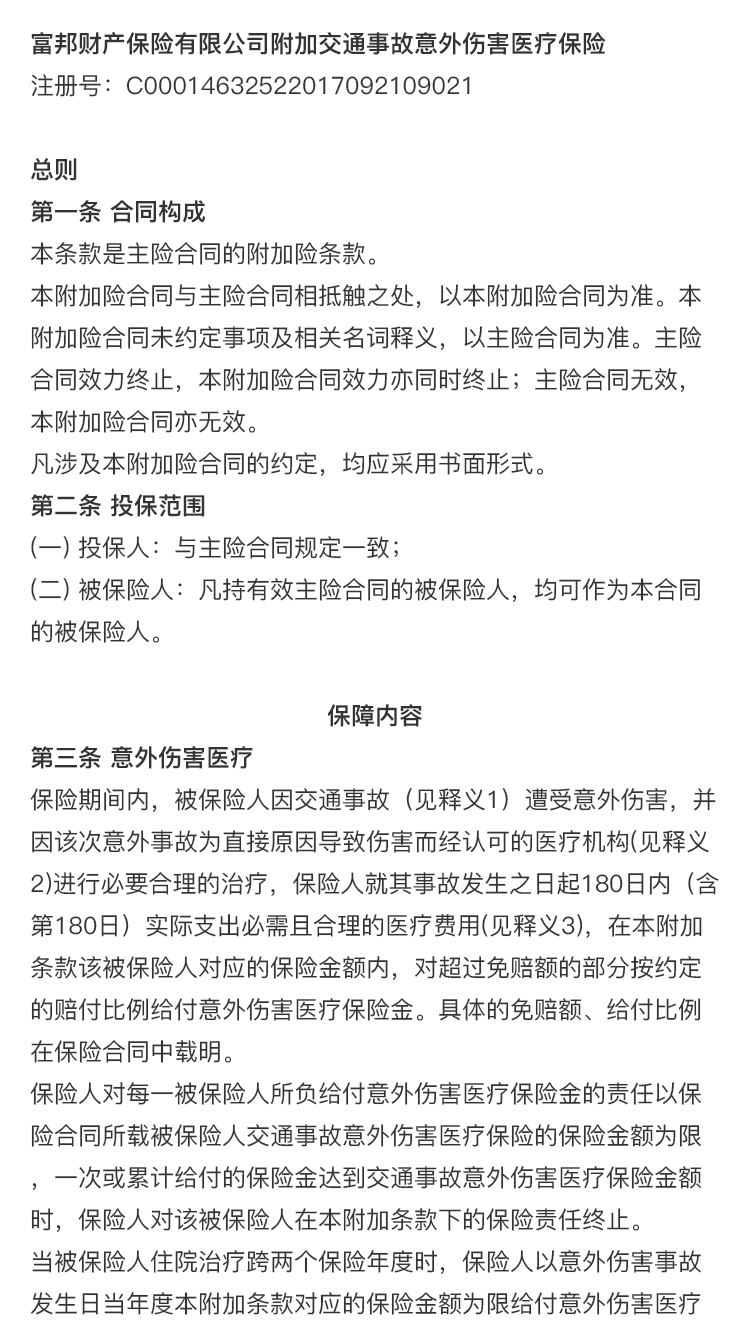 富邦财产保险有限公司附加交通事故意外伤害医疗保险
注册号：C00014632522017092109021
总则
第一条 合同构成
本条款是主险合同的附加险条款。
本附加险合同与主险合同相抵触之处，以本附加险合同为准。本
附加险合同未约定事项及相关名词释义，以主险合同为准。主险
合同效力终止，本附加险合同效力亦同时终止；主险合同无效，
本附加险合同亦无效。
凡涉及本附加险合同的约定，均应采用书面形式。
第二条 投保范围
(一) 投保人：与主险合同规定一致；
(二) 被保险人：凡持有效主险合同的被保险人，均可作为本合同
的被保险人。
保障内容
第三条 意外伤害医疗
保险期间内，被保险人因交通事故（见释义1）遭受意外伤害，并
因该次意外事故为直接原因导致伤害而经认可的医疗机构(见释义
2)进行必要合理的治疗，保险人就其事故发生之日起180日内（含
第180日）实际支出必需且合理的医疗费用(见释义3)，在本附加
条款该被保险人对应的保险金额内，对超过免赔额的部分按约定
的赔付比例给付意外伤害医疗保险金。具体的免赔额、给付比例
在保险合同中载明。
保险人对每一被保险人所负给付意外伤害医疗保险金的责任以保
险合同所载被保险人交通事故意外伤害医疗保险的保险金额为限
，一次或累计给付的保险金达到交通事故意外伤害医疗保险金额
时，保险人对该被保险人在本附加条款下的保险责任终止。
当被保险人住院治疗跨两个保险年度时，保险人以意外伤害事故
发生日当年度本附加条款对应的保险金额为限给付意外伤害医疗